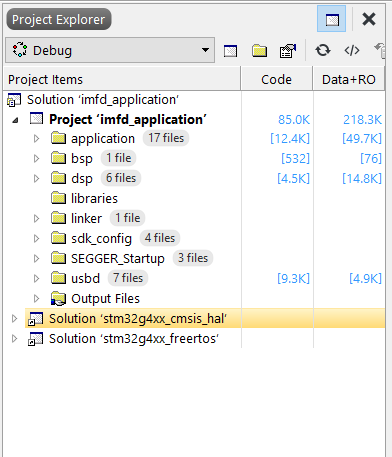 Project Explorer
Debug
</>
Project Items Code Data+RO
Solution 'imfd_application'
Project 'imfd_application' 85.0K 218.3K
application 17 files [12.4K] [49.7K]
bsp 1 file [532] [76]
dsp 6 files [4.5K] [14.8K]
libraries
linker 1 file
sdk_config 4 files
SEGGER_Startup 3 files
usbd 7 files [9.3K] [4.9K]
Output Files
Solution 'stm32g4xx_cmsis_hal'
Solution 'stm32g4xx_freertos'